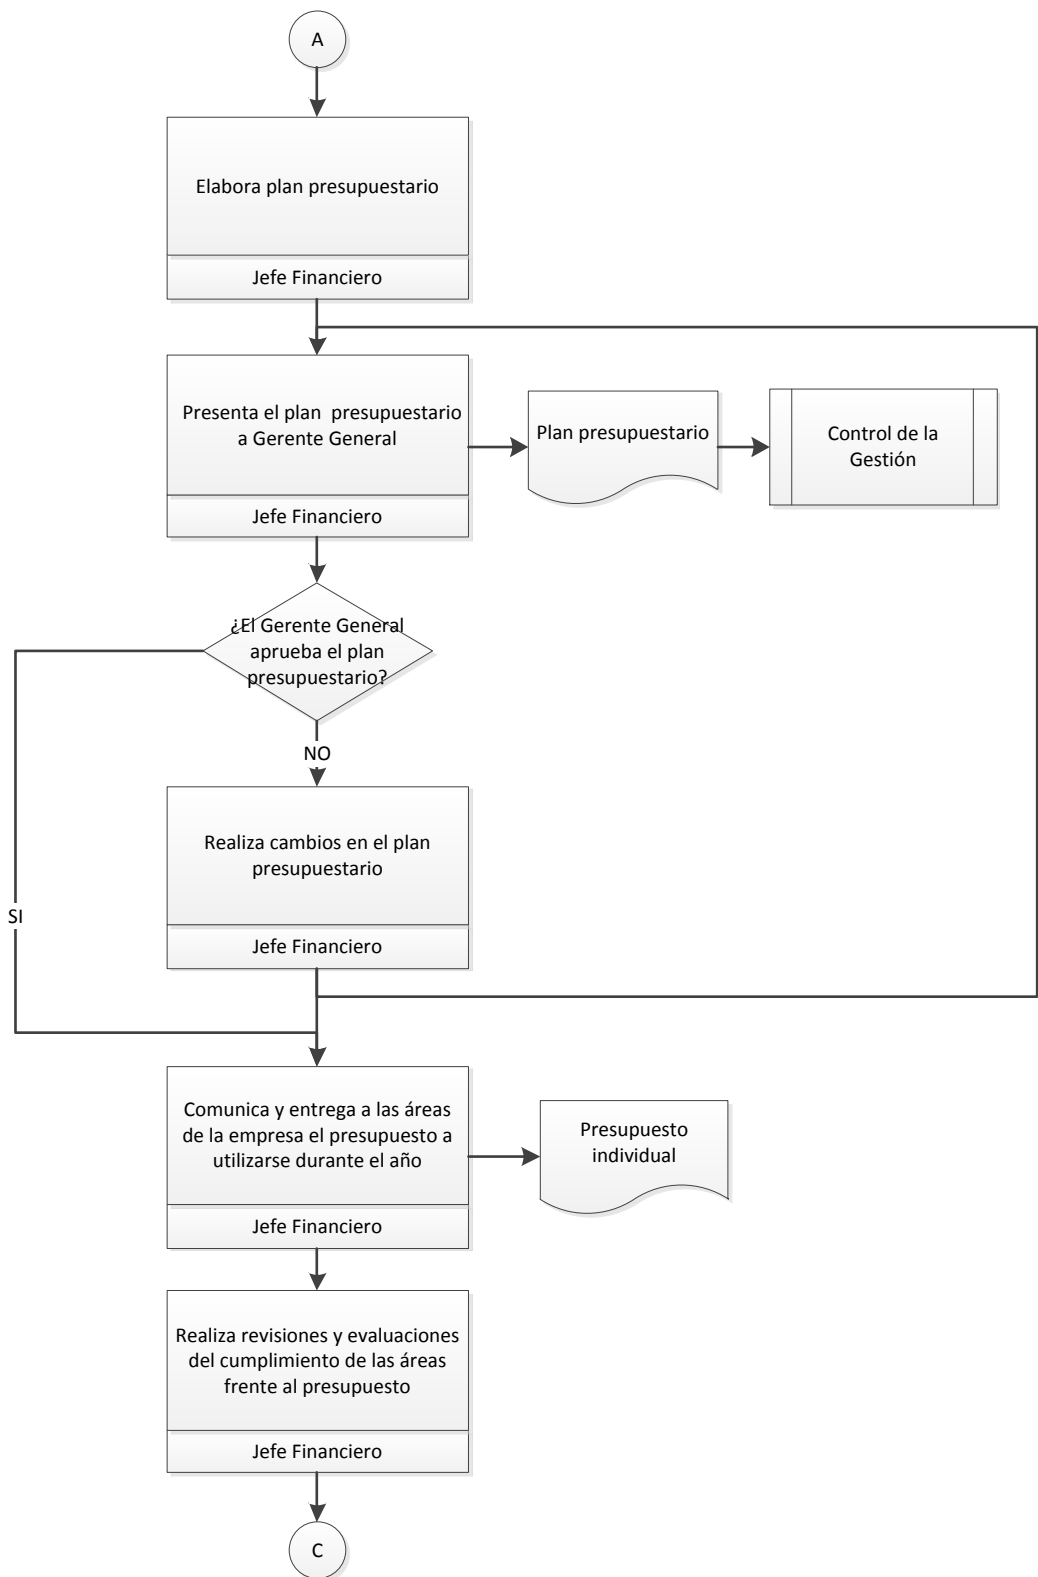 A
Elabora plan presupuestario
Jefe Financiero
Presenta el plan presupuestario
a Gerente General
Jefe Financiero
Plan presupuestario
Control de la
Gestión
¿El Gerente General
aprueba el plan
presupuestario?
NO
Realiza cambios en el plan
presupuestario
Jefe Financiero
SI
Comunica y entrega a las áreas
de la empresa el presupuesto a
utilizarse durante el año
Jefe Financiero
Presupuesto
individual
Realiza revisiones y evaluaciones
del cumplimiento de las áreas
frente al presupuesto
Jefe Financiero
C